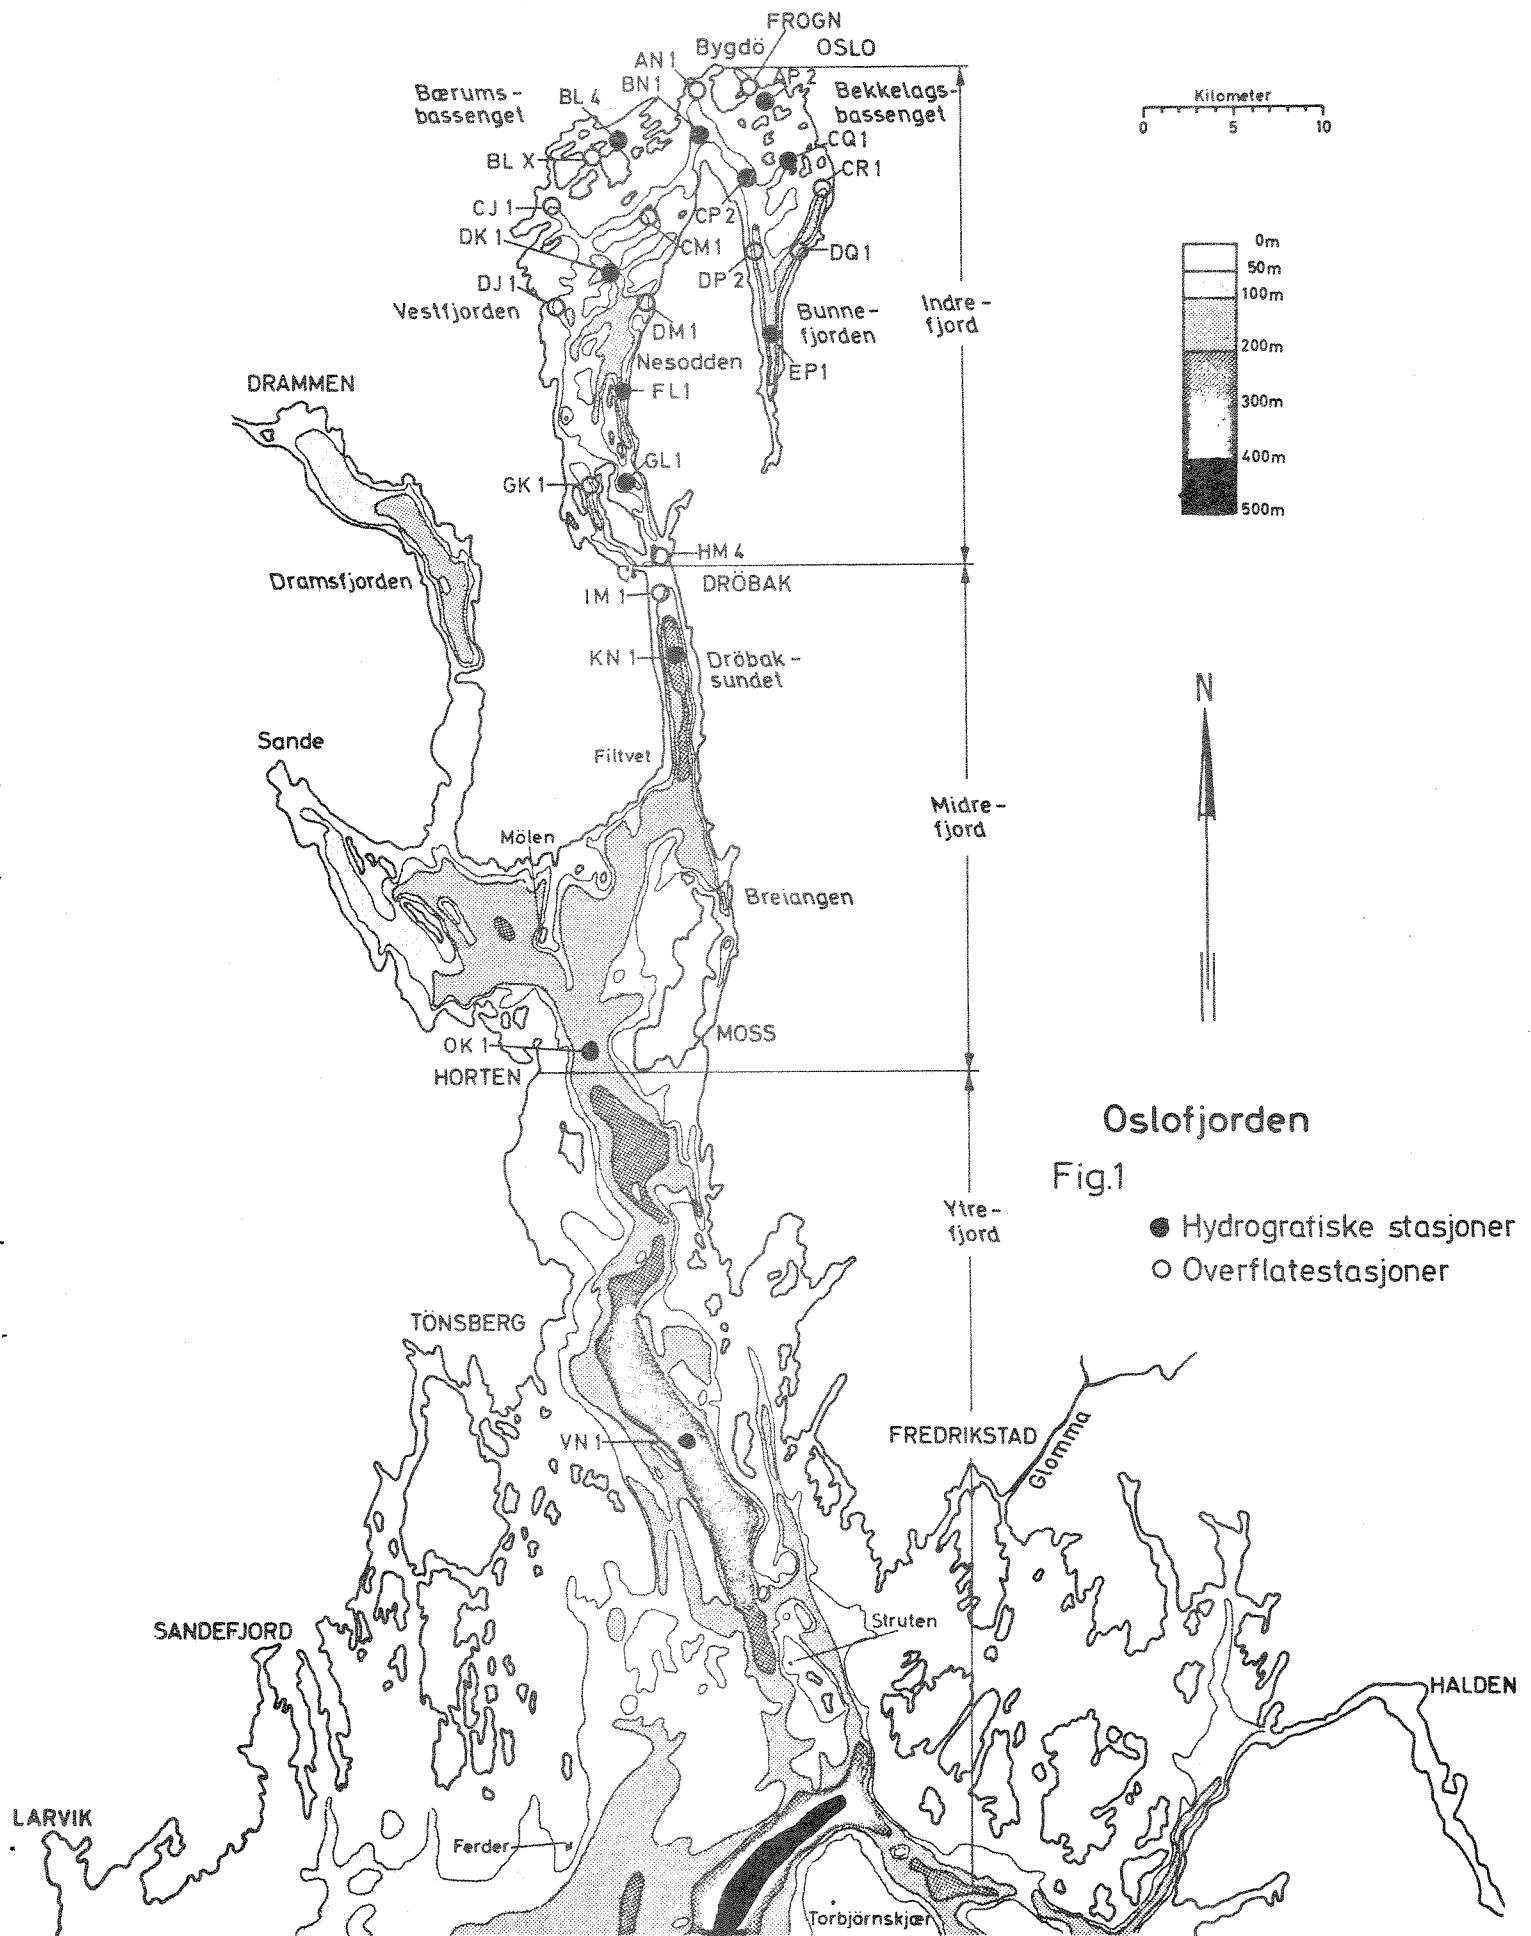 FROGN
Bygdö
OSLO
AN 1
BN 1
AP 2
Bærums-
bassenget
BL 4
Bekkelags-
bassenget
Kilometer
0 5 10
CQ 1
BL X
CR 1
CJ 1
CP 2
DK 1
CM 1
DP 2
DQ 1
0m
50m
100m
200m
300m
400m
500m
DJ 1
Vestfjorden
DM 1
Bunne-
fjorden
Indre-
fjord
Nesodden
EP 1
DRAMMEN
FL 1
GL 1
GK 1
HM 4
DRÖBAK
Dramsfjorden
IM 1
KN 1
Dröbak-
sundet
N
Sande
Filtvet
Midre-
fjord
Mölen
Breiangen
MOSS
OK 1
HORTEN
Oslofjorden
Fig.1
Ytre-
fjord
Hydrografiske stasjoner
Overflatestasjoner
TÖNSBERG
FREDRIKSTAD
Glomma
VN 1
SANDEFJORD
Struten
HALDEN
LARVIK
Ferder
Torbjörnskjær